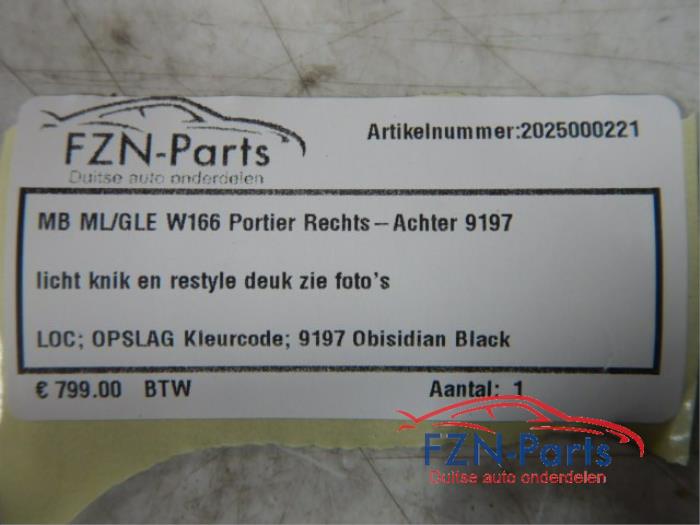 FZN-Parts
Duitse auto onderdelen
Artikelnummer:2025000221
MB ML/GLE W166 Portier Rechts – Achter 9197
licht knik en restyle deuk zie foto's
LOC; OPSLAG Kleurcode; 9197 Obisidian Black
€ 799.00 BTW Aantal: 1
FZN-Parts
Duitse auto onderdelen